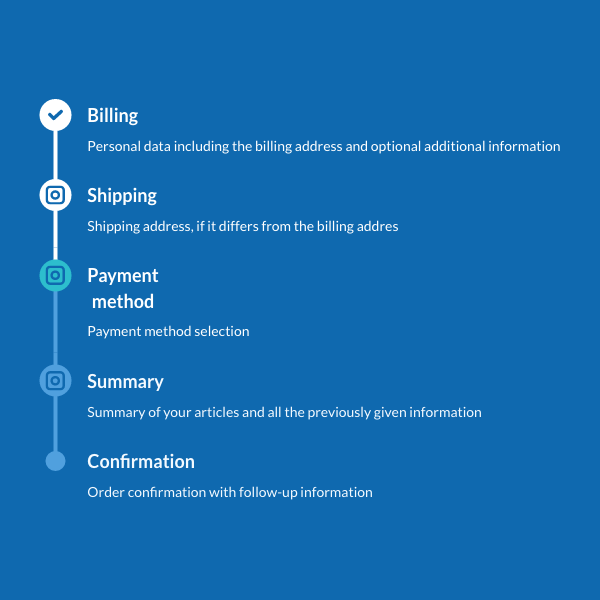 Billing
Personal data including the billing address and optional additional information
Shipping
Shipping address, if it differs from the billing addres
Payment
method
Payment method selection
Summary
Summary of your articles and all the previously given information
Confirmation
Order confirmation with follow-up information